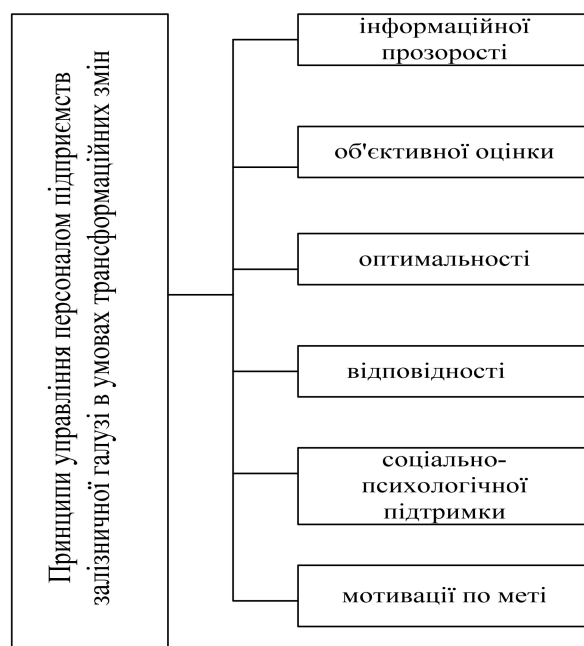 Принципи управління персоналом підприємств
залізничної галузі в умовах трансформаційних змін
інформаційної
прозорості
об'єктивної оцінки
оптимальності
відповідності
соціально-
психологічної
підтримки
мотивації по меті